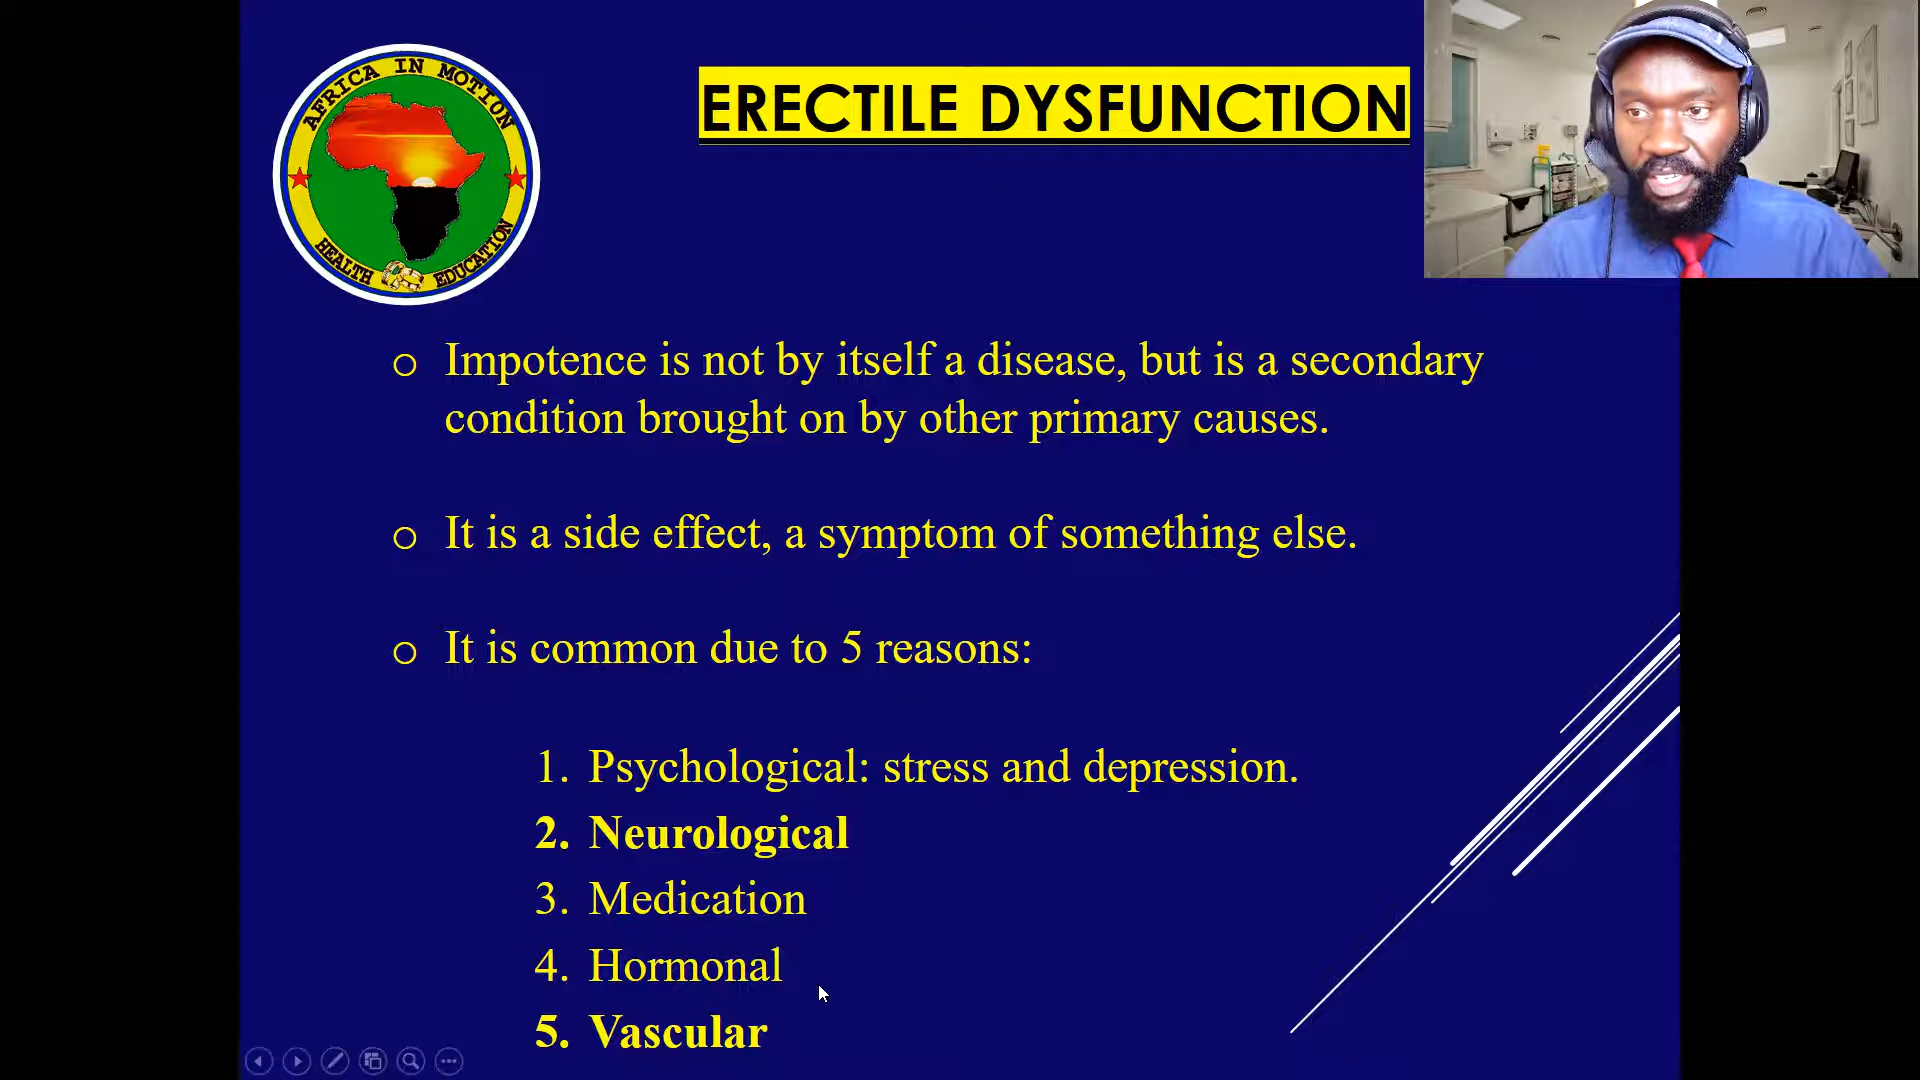 AFRICA IN MOTION
HEALTH EDUCATION
ERECTILE DYSFUNCTION
o Impotence is not by itself a disease, but is a secondary
condition brought on by other primary causes.
o It is a side effect, a symptom of something else.
o It is common due to 5 reasons:
1. Psychological: stress and depression.
2. Neurological
3. Medication
4. Hormonal
5. Vascular